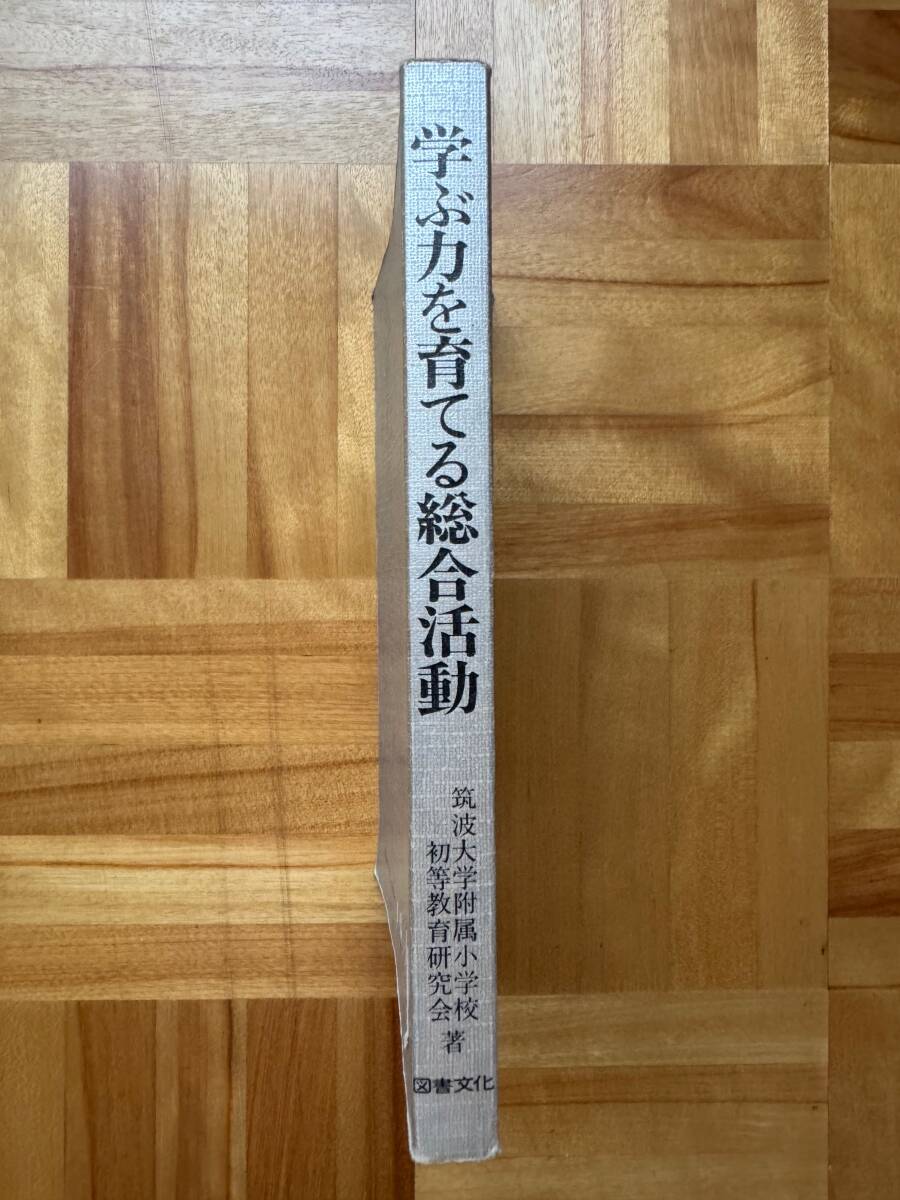 学ぶ力を育てる総合活動
筑波大学附属小学校
初等教育研究会
著
図書文化